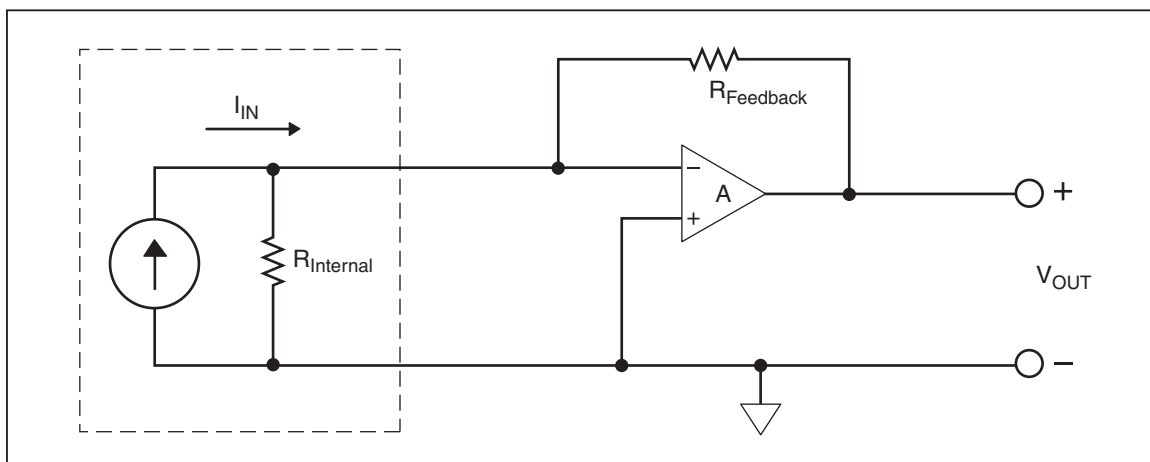 R_Feedback
I_IN
−
A
+
+
R_Internal
V_OUT
−